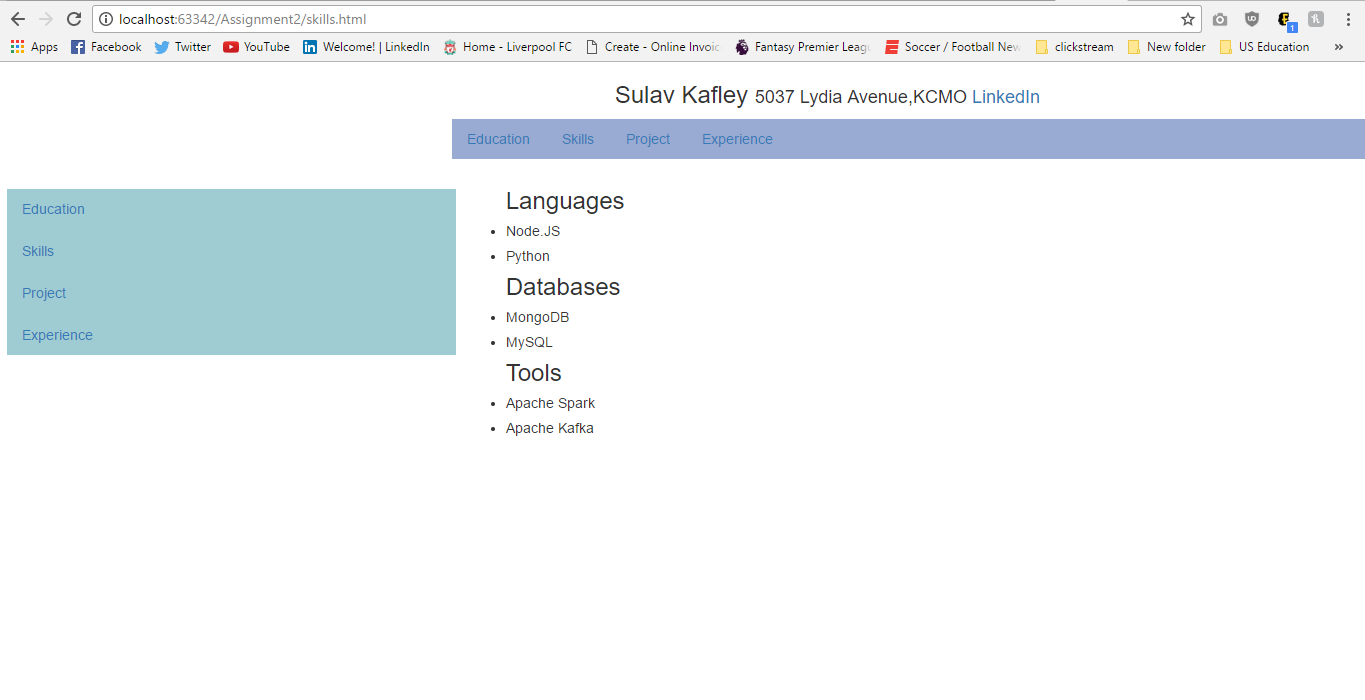 localhost:63342/Assignment2/skills.html
Apps Facebook Twitter YouTube Welcome! | LinkedIn Home - Liverpool FC Create - Online Invoic Fantasy Premier Leagu Soccer / Football New clickstream New folder US Education »
Sulav Kafley 5037 Lydia Avenue,KCMO LinkedIn
Education Skills Project Experience
Education
Skills
Project
Experience
Languages
Node.JS
Python
Databases
MongoDB
MySQL
Tools
Apache Spark
Apache Kafka